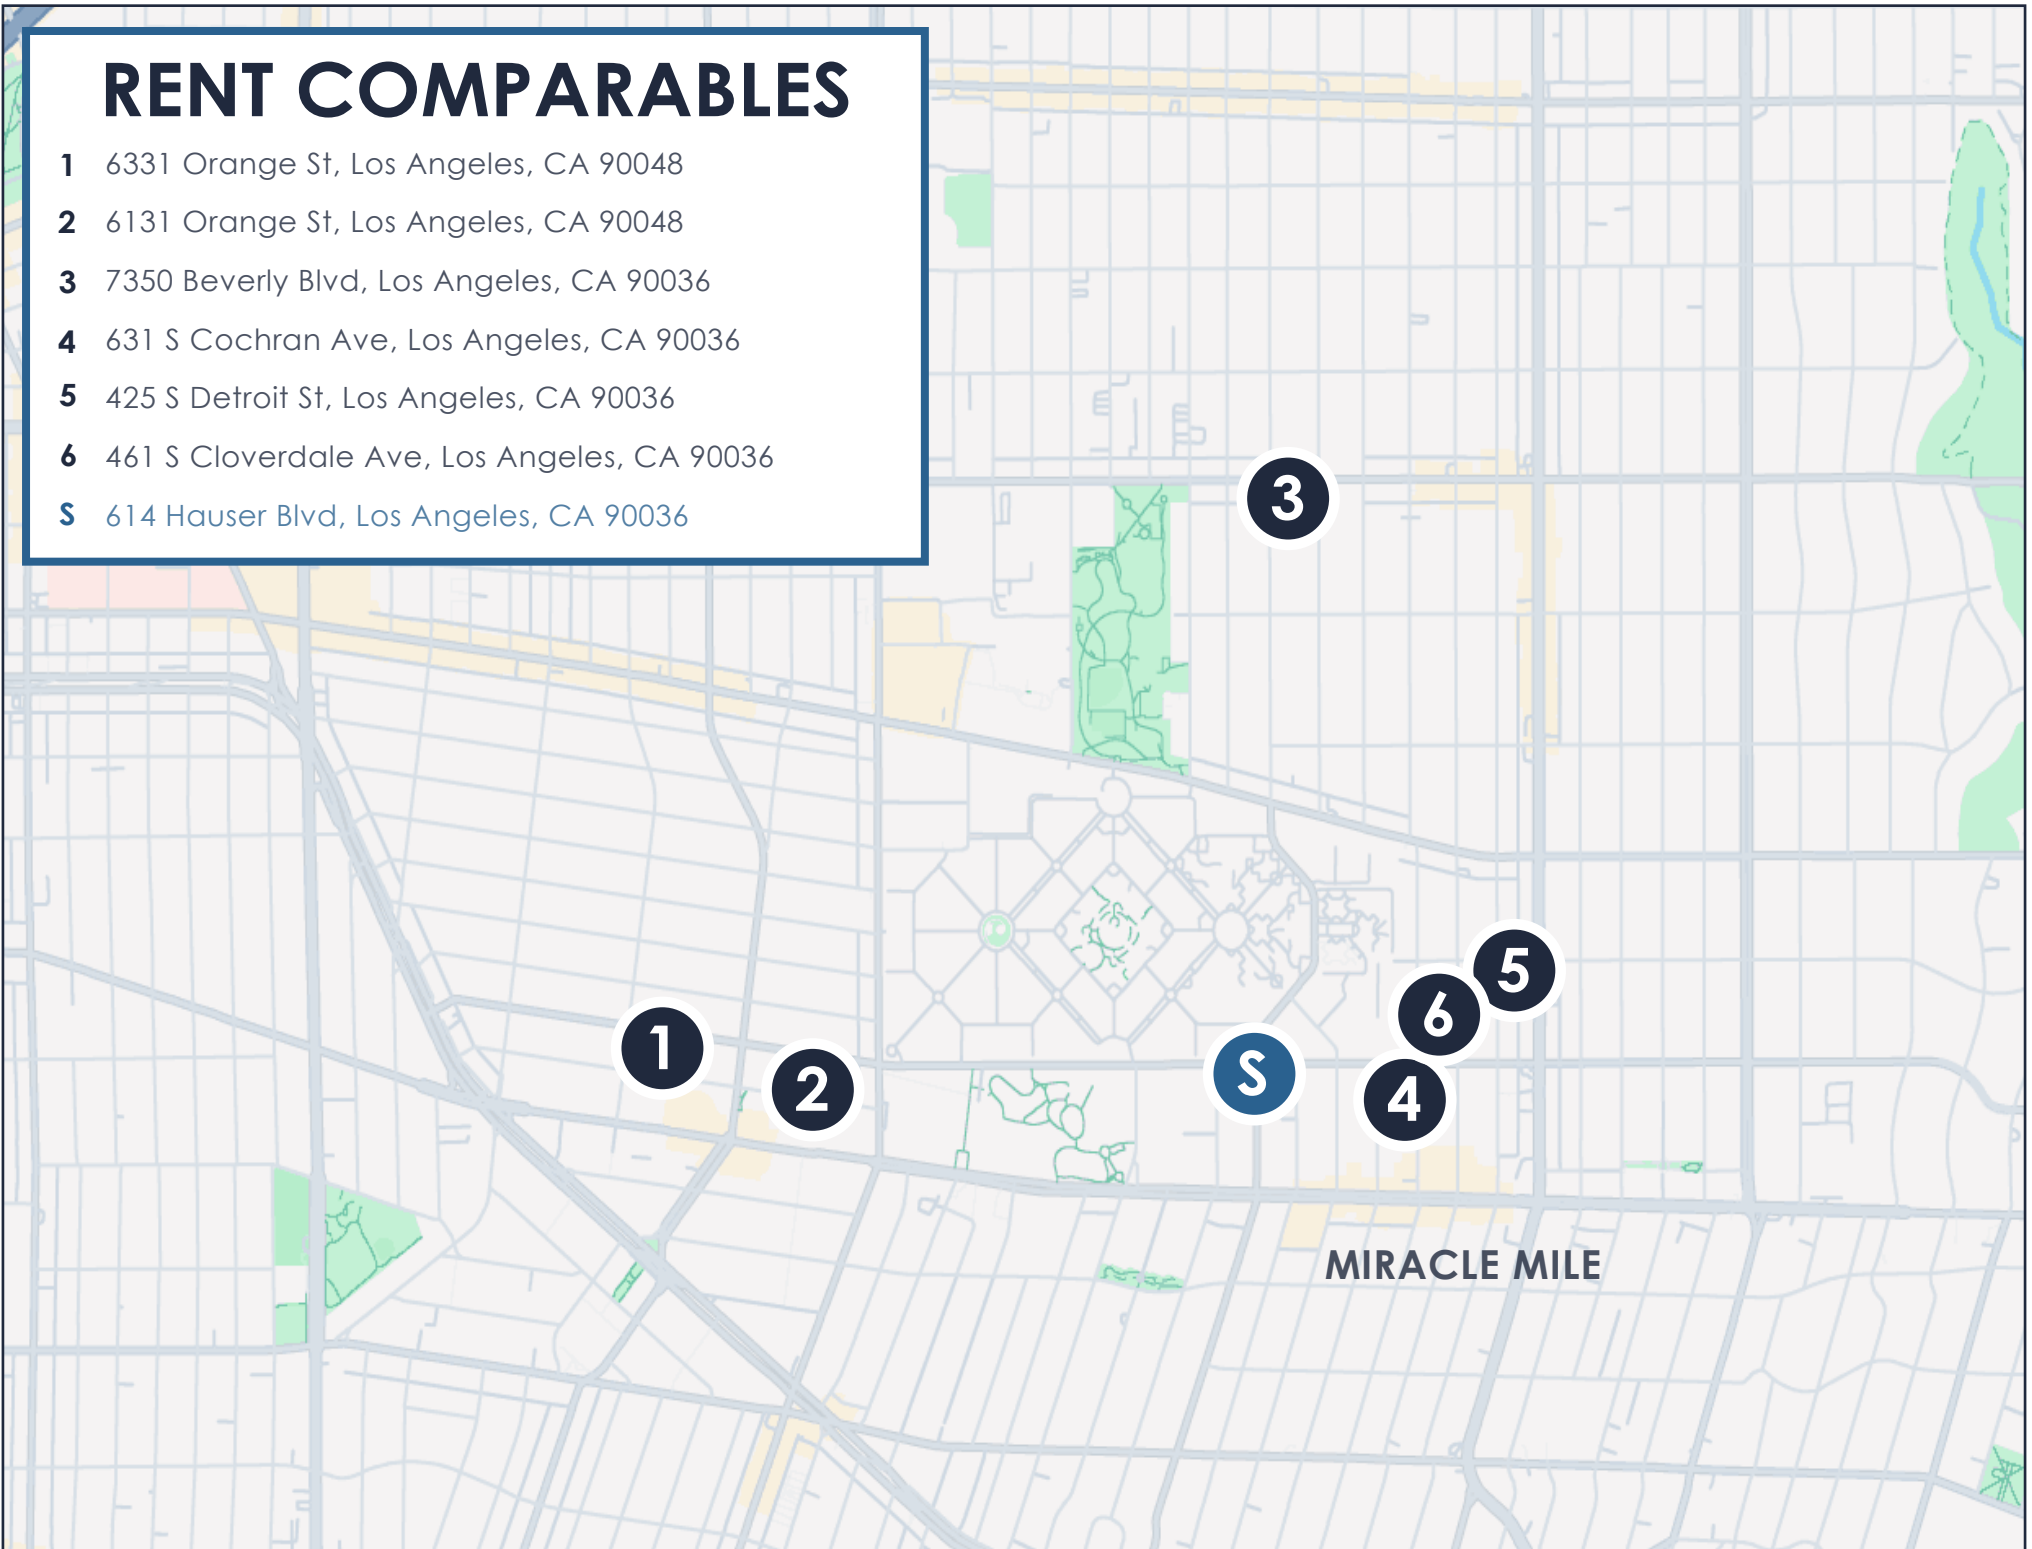 RENT COMPARABLES
1 6331 Orange St, Los Angeles, CA 90048
2 6131 Orange St, Los Angeles, CA 90048
3 7350 Beverly Blvd, Los Angeles, CA 90036
4 631 S Cochran Ave, Los Angeles, CA 90036
5 425 S Detroit St, Los Angeles, CA 90036
6 461 S Cloverdale Ave, Los Angeles, CA 90036
S 614 Hauser Blvd, Los Angeles, CA 90036
3
5
6
1
S
2
4
MIRACLE MILE